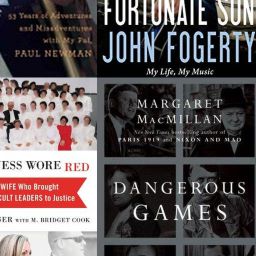 53 Years of Adventures
and Misadventures
with My Pal,
PAUL NEWMAN
FORTUNATE SON
JOHN FOGERTY
My Life, My Music
MARGARET
MACMILLAN
New York Times bestselling author of
PARIS 1919 and NIXON AND MAO
DANGEROUS
GAMES
ESS WORE RED
WIFE Who Brought
CULT LEADERS to Justice
SER WITH M. BRIDGET COOK